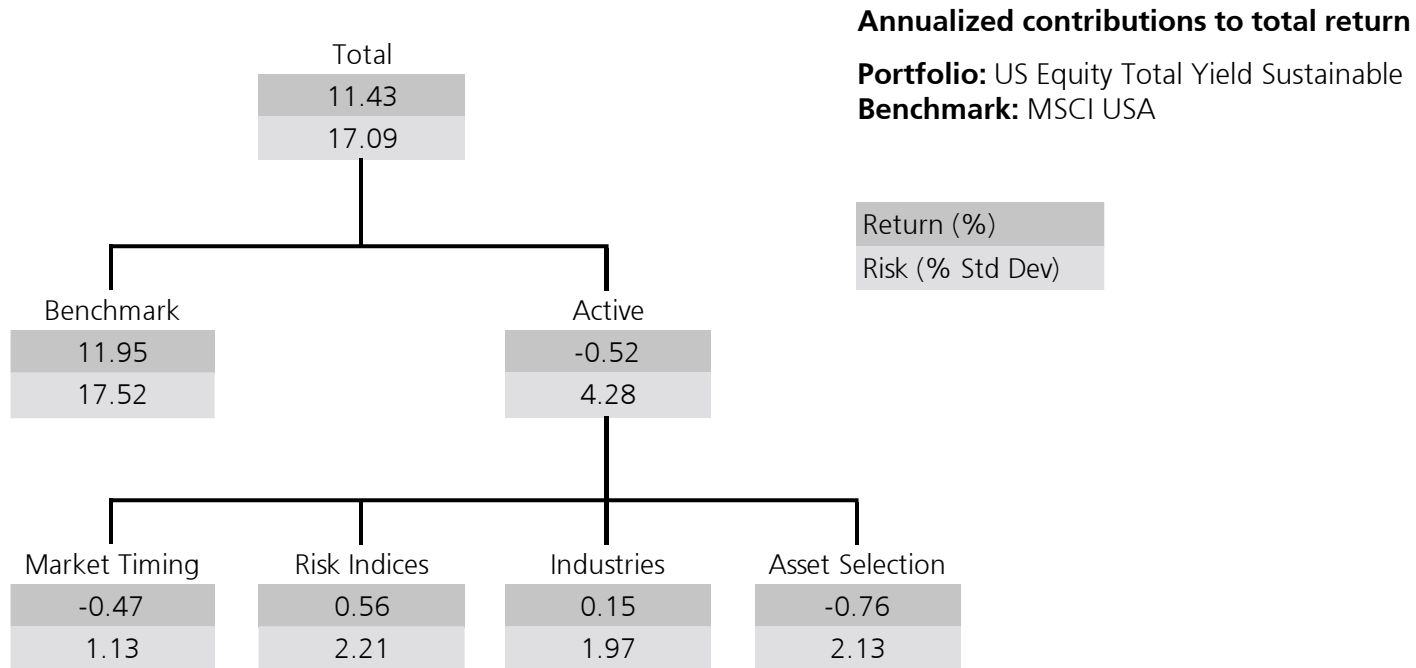 Annualized contributions to total return
Portfolio: US Equity Total Yield Sustainable
Benchmark: MSCI USA
Return (%)
Risk (% Std Dev)
Total
11.43
17.09
Benchmark
11.95
17.52
Active
-0.52
4.28
Market Timing
-0.47
1.13
Risk Indices
0.56
2.21
Industries
0.15
1.97
Asset Selection
-0.76
2.13